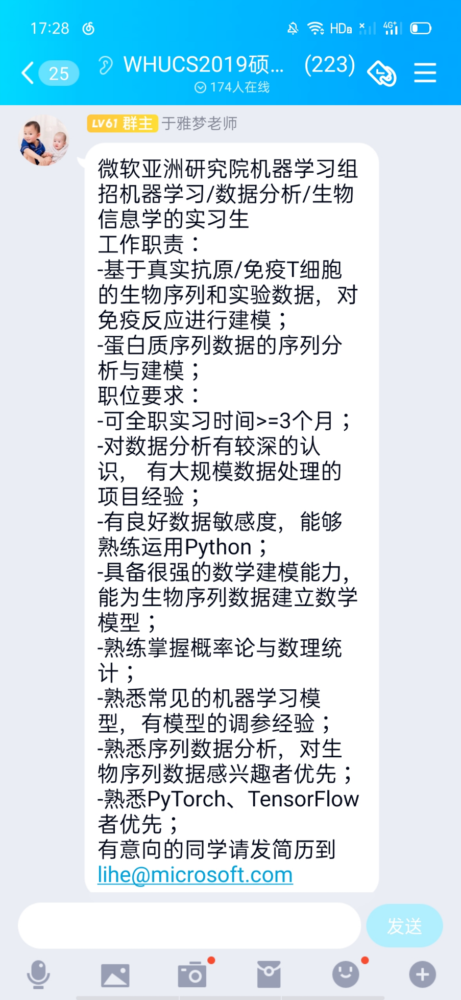 17:28
HD2
4G+
25
WHUCS2019硕... (223)
174人在线
LV61 群主 于雅梦老师
微软亚洲研究院机器学习组
招机器学习/数据分析/生物
信息学的实习生
工作职责：
-基于真实抗原/免疫T细胞
的生物序列和实验数据，对
免疫反应进行建模；
-蛋白质序列数据的序列分
析与建模；
职位要求：
-可全职实习时间>=3个月；
-对数据分析有较深的认
识， 有大规模数据处理的
项目经验；
-有良好数据敏感度，能够
熟练运用Python；
-具备很强的数学建模能力，
能为生物序列数据建立数学
模型；
-熟练掌握概率论与数理统
计；
-熟悉常见的机器学习模
型，有模型的调参经验；
-熟悉序列数据分析，对生
物序列数据感兴趣者优先；
-熟悉PyTorch、TensorFlow
者优先；
有意向的同学请发简历到
lihe@microsoft.com
发送